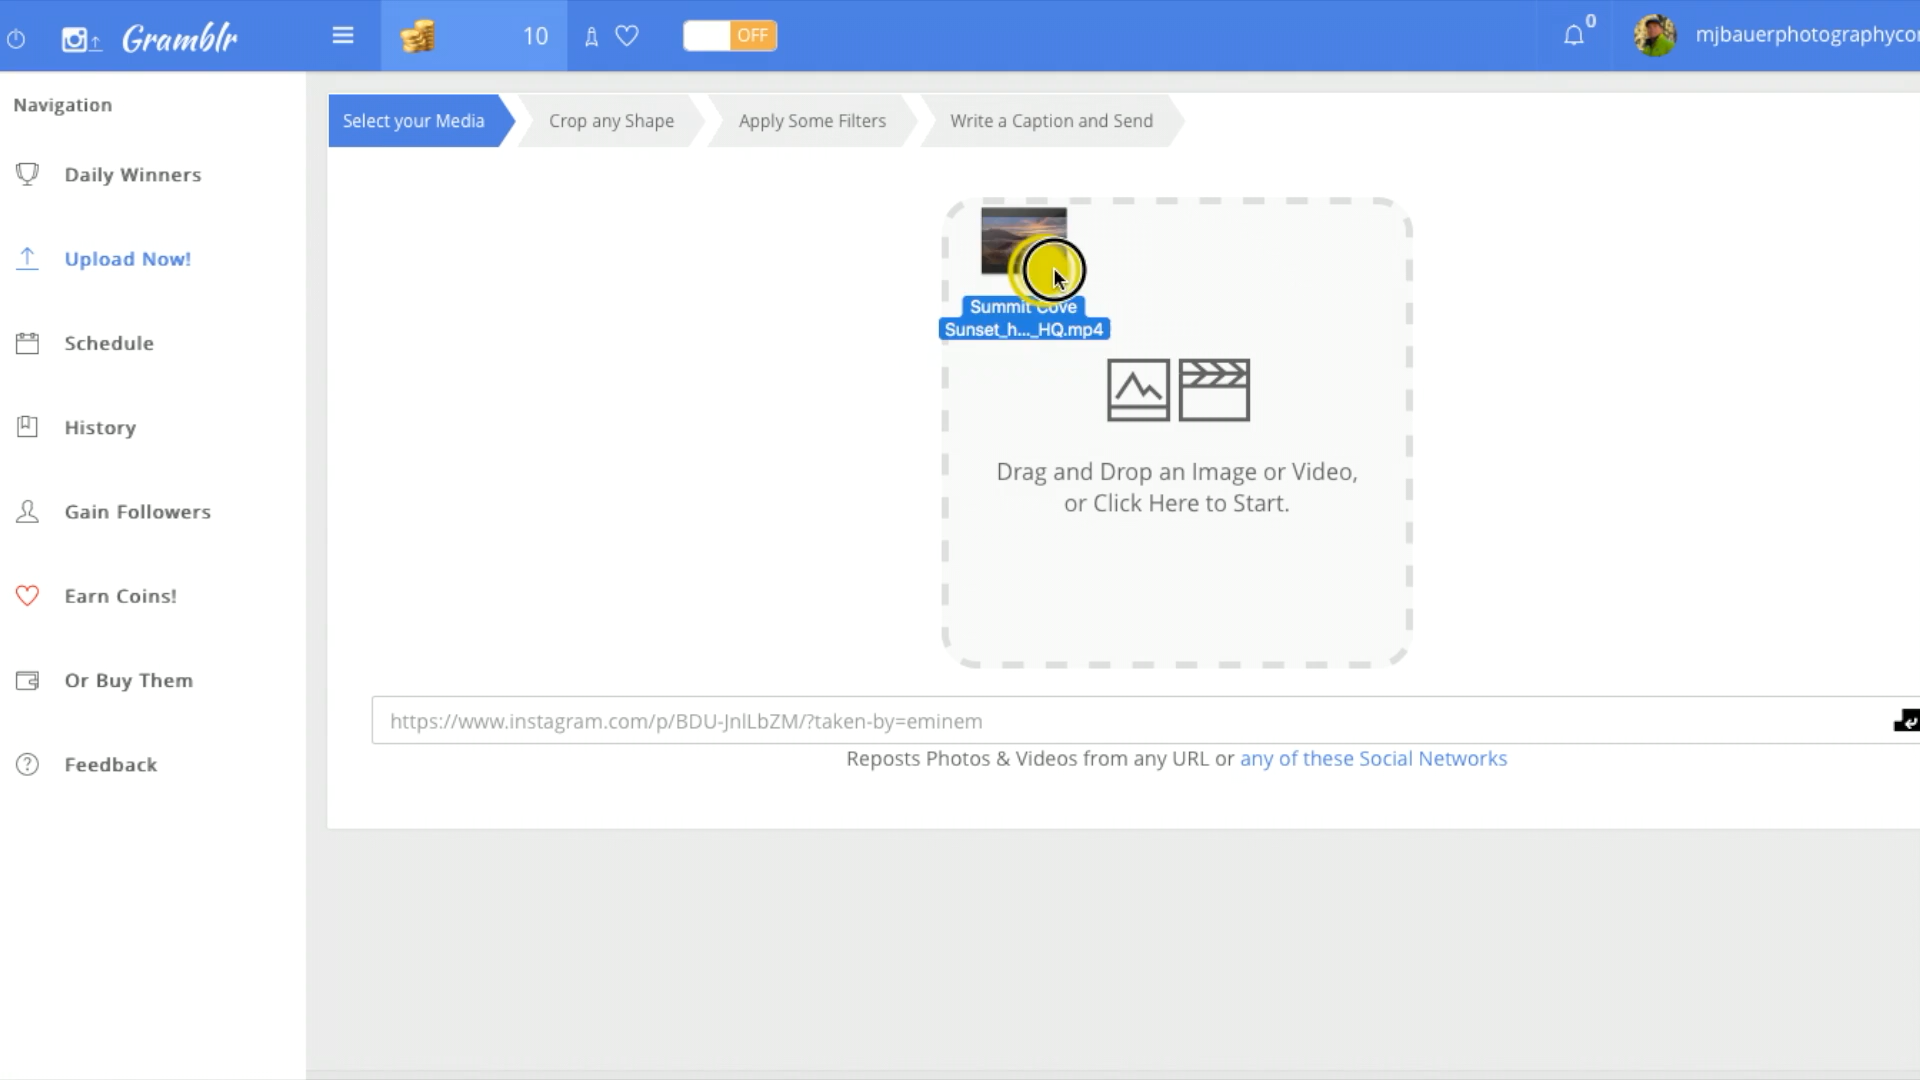 Gramblr
10
OFF
0
mjbauerphotographycor
Navigation
Daily Winners
Upload Now!
Schedule
History
Gain Followers
Earn Coins!
Or Buy Them
Feedback
Select your Media
Crop any Shape
Apply Some Filters
Write a Caption and Send
Summit Cove
Sunset_h..._HQ.mp4
Drag and Drop an Image or Video,
or Click Here to Start.
https://www.instagram.com/p/BDU-JnlLbZM/?taken-by=eminem
Reposts Photos & Videos from any URL or any of these Social Networks